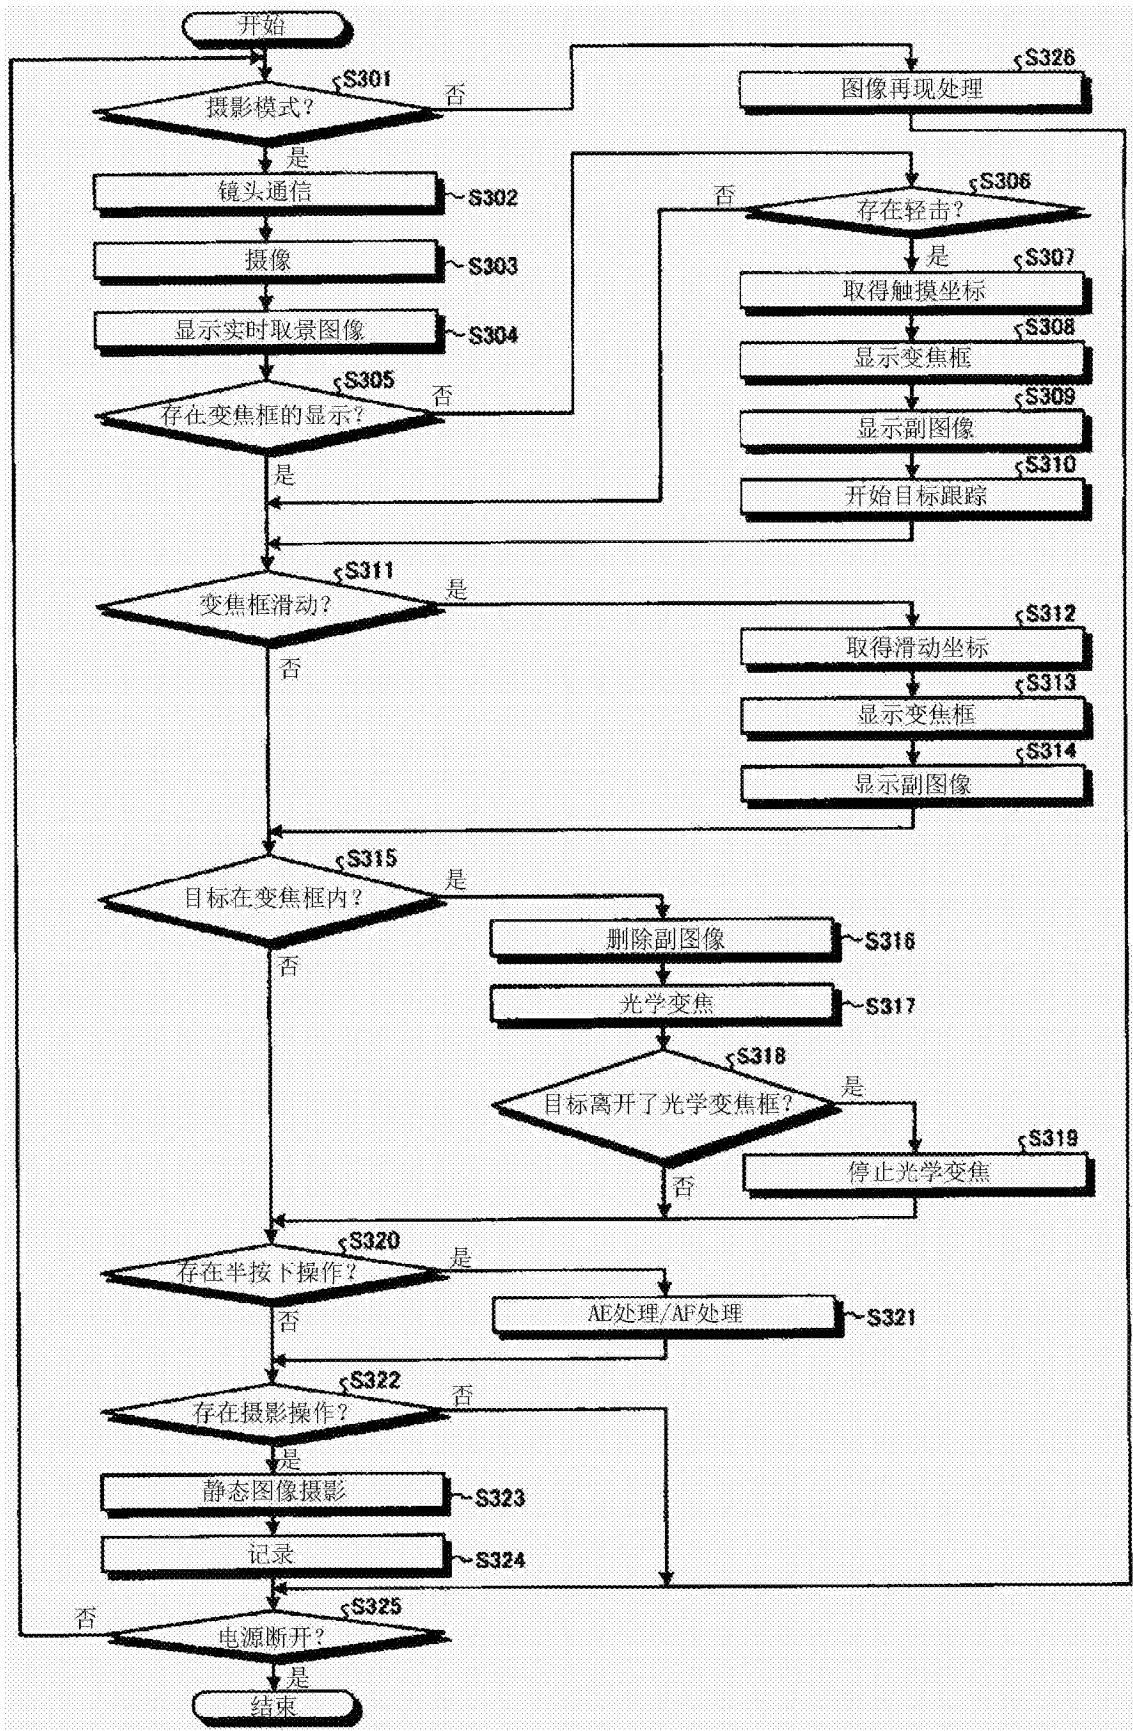 开始
S301
摄影模式?
否
是
S326
图像再现处理
镜头通信
S302
摄像
S303
显示实时取景图像
S304
S305
存在变焦框的显示?
否
是
S306
存在轻击?
否
是
S307
取得触摸坐标
S308
显示变焦框
S309
显示副图像
S310
开始目标跟踪
S311
变焦框滑动?
是
否
S312
取得滑动坐标
S313
显示变焦框
S314
显示副图像
S315
目标在变焦框内?
是
否
删除副图像
S316
光学变焦
S317
S318
目标离开了光学变焦框?
是
否
S319
停止光学变焦
S320
存在半按下操作?
是
否
AE处理/AF处理
S321
S322
存在摄影操作?
否
是
静态图像摄影
S323
记录
S324
S325
电源断开?
否
是
结束